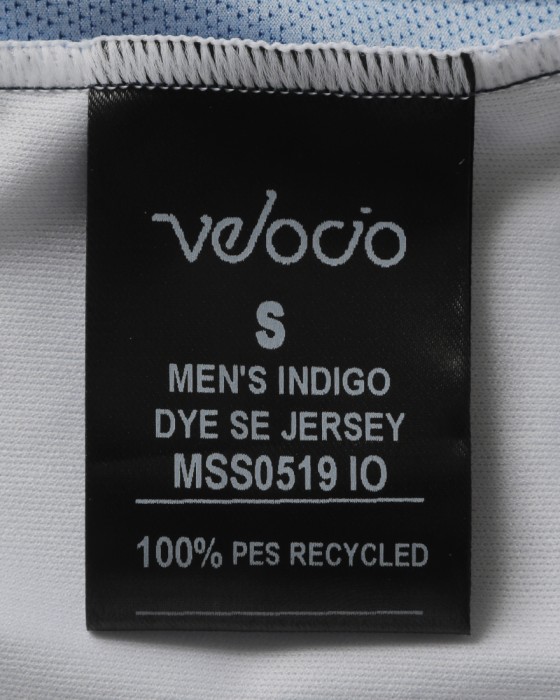 velocio
S
MEN'S INDIGO
DYE SE JERSEY
MSS0519 IO
100% PES RECYCLED